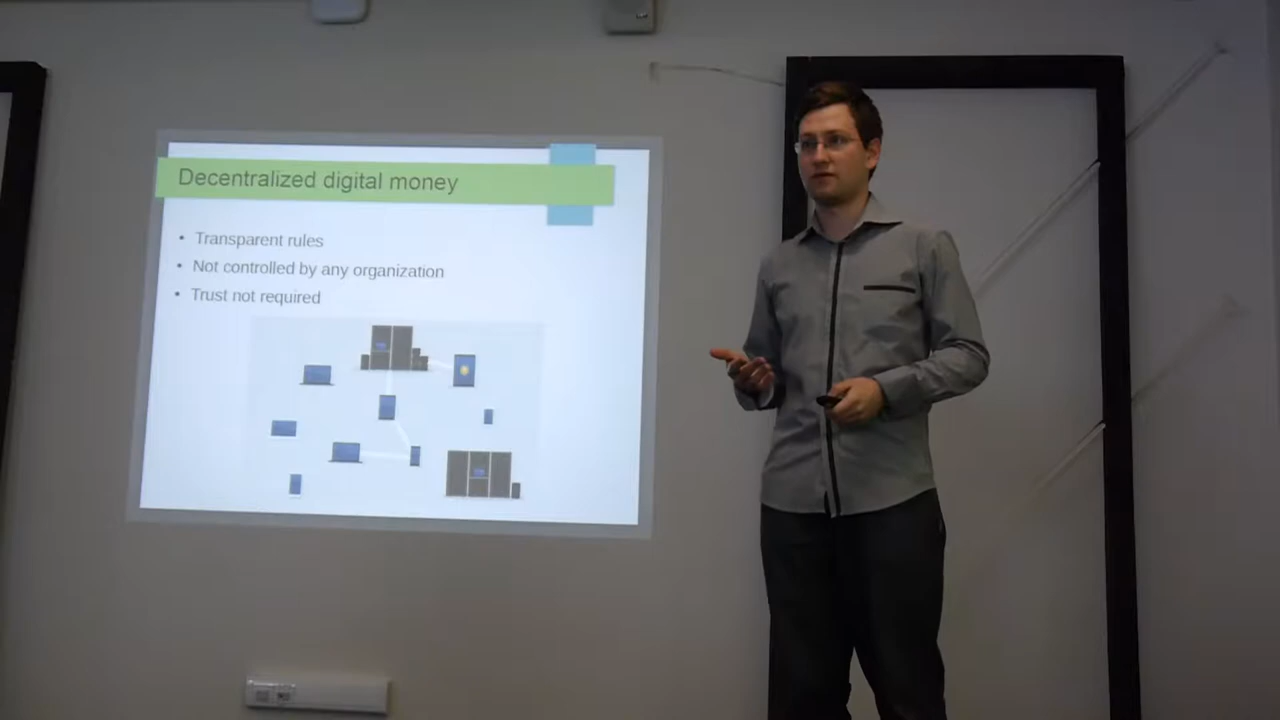 Decentralized digital money
• Transparent rules
• Not controlled by any organization
• Trust not required